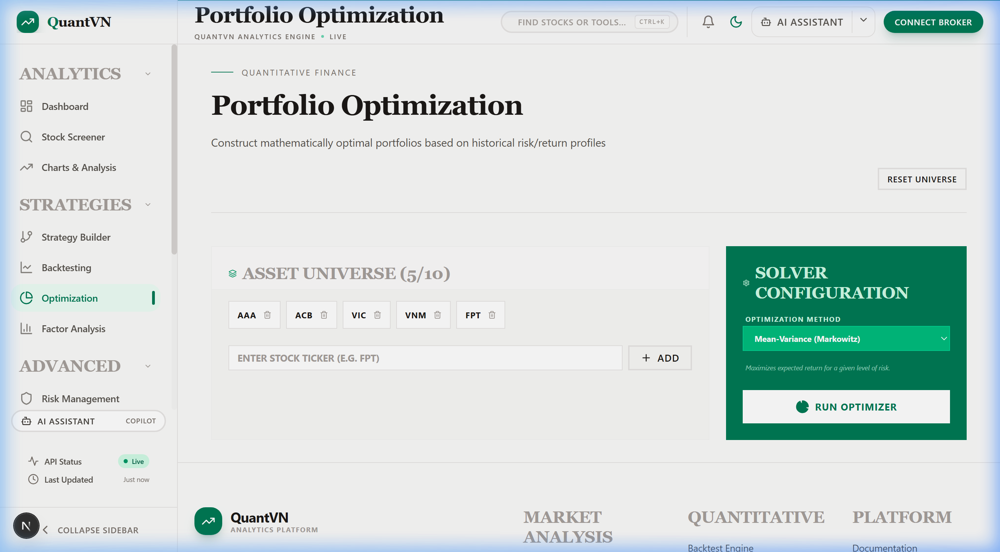 QuantVN
Portfolio Optimization
QUANTVN ANALYTICS ENGINE • LIVE
FIND STOCKS OR TOOLS...
CTRL+K
AI ASSISTANT
CONNECT BROKER
ANALYTICS
Dashboard
Stock Screener
Charts & Analysis
STRATEGIES
Strategy Builder
Backtesting
Optimization
Factor Analysis
ADVANCED
Risk Management
AI ASSISTANT
COPILOT
API Status
Live
Last Updated
Just now
N
COLLAPSE SIDEBAR
QUANTITATIVE FINANCE
Portfolio Optimization
Construct mathematically optimal portfolios based on historical risk/return profiles
RESET UNIVERSE
ASSET UNIVERSE (5/10)
AAA
ACB
VIC
VNM
FPT
ENTER STOCK TICKER (E.G. FPT)
ADD
SOLVER
CONFIGURATION
OPTIMIZATION METHOD
Mean-Variance (Markowitz)
Maximizes expected return for a given level of risk.
RUN OPTIMIZER
QuantVN
ANALYTICS PLATFORM
MARKET
ANALYSIS
QUANTITATIVE
Backtest Engine
PLATFORM
Documentation